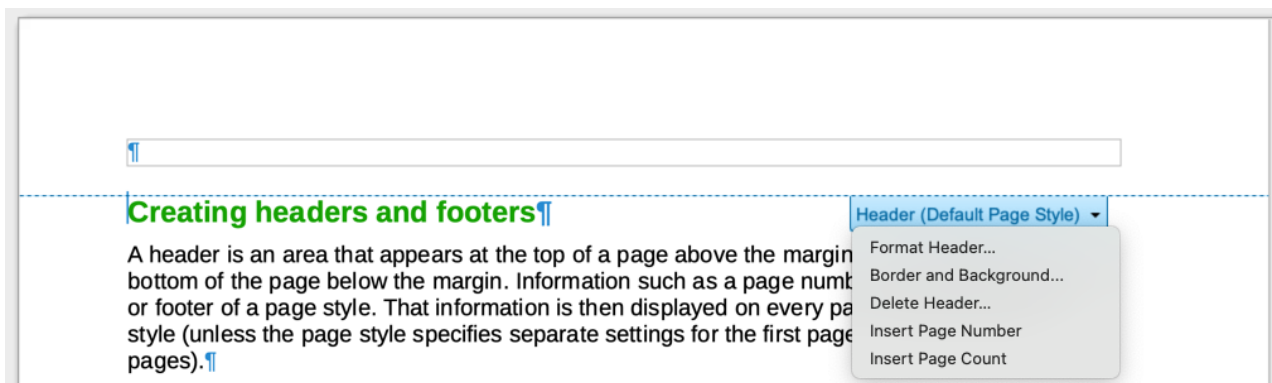 ¶
Creating headers and footers¶
Header (Default Page Style)
A header is an area that appears at the top of a page above the margin
bottom of the page below the margin. Information such as a page numb
or footer of a page style. That information is then displayed on every pa
style (unless the page style specifies separate settings for the first page
pages).¶
Format Header...
Border and Background...
Delete Header...
Insert Page Number
Insert Page Count